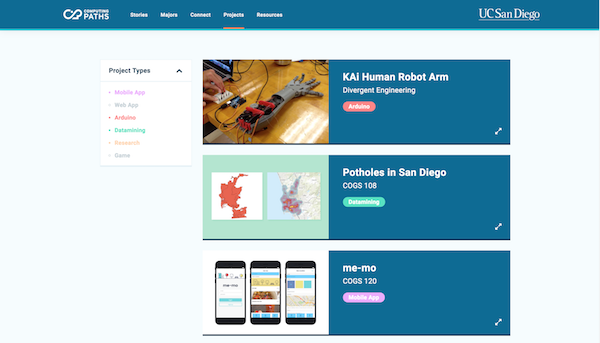 COMPUTING
PATHS
Stories
Majors
Connect
Projects
Resources
UC San Diego
Project Types
Mobile App
Web App
Arduino
Datamining
Research
Game
KAi Human Robot Arm
Divergent Engineering
Arduino
Potholes in San Diego
COGS 108
Datamining
me-mo
COGS 120
Mobile App
me-mo